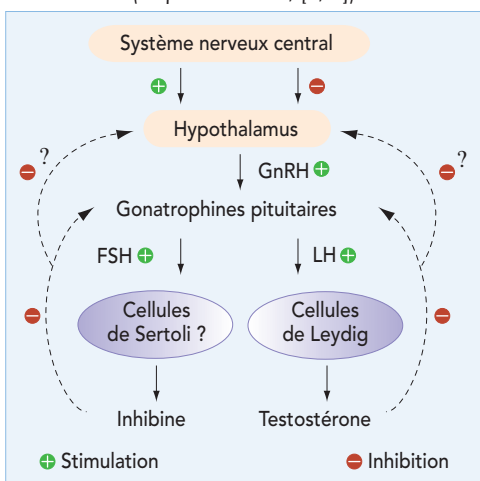 Système nerveux central
Hypothalamus
?
?
GnRH
Gonatrophines pituitaires
FSH
LH
Cellules
de Sertoli ?
Cellules
de Leydig
Inhibine
Testostérone
Stimulation
Inhibition